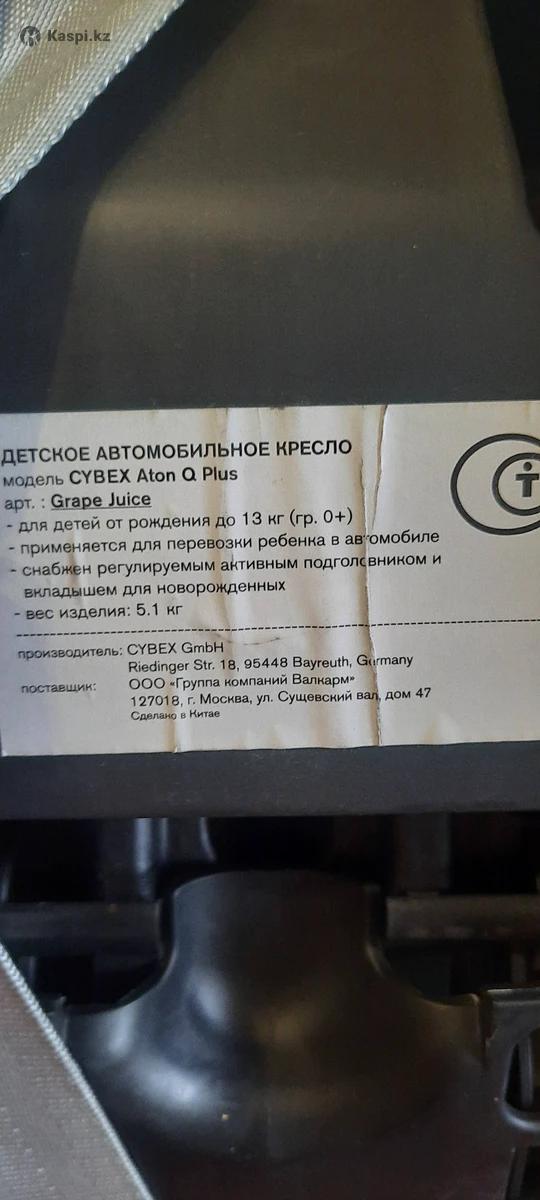 Kaspi.kz
ДЕТСКОЕ АВТОМОБИЛЬНОЕ КРЕСЛО
модель CYBEX Aton Q Plus
арт. : Grape Juice
- для детей от рождения до 13 кг (гр. 0+)
- применяется для перевозки ребенка в автомобиле
- снабжен регулируемым активным подголовником и
вкладышем для новорожденных
- вес изделия: 5.1 кг
производитель: CYBEX GmbH
Riedinger Str. 18, 95448 Bayreuth, Germany
поставщик: ООО «Группа компаний Валкарм»
127018, г. Москва, ул. Сущевский вал, дом 47
Сделано в Китае